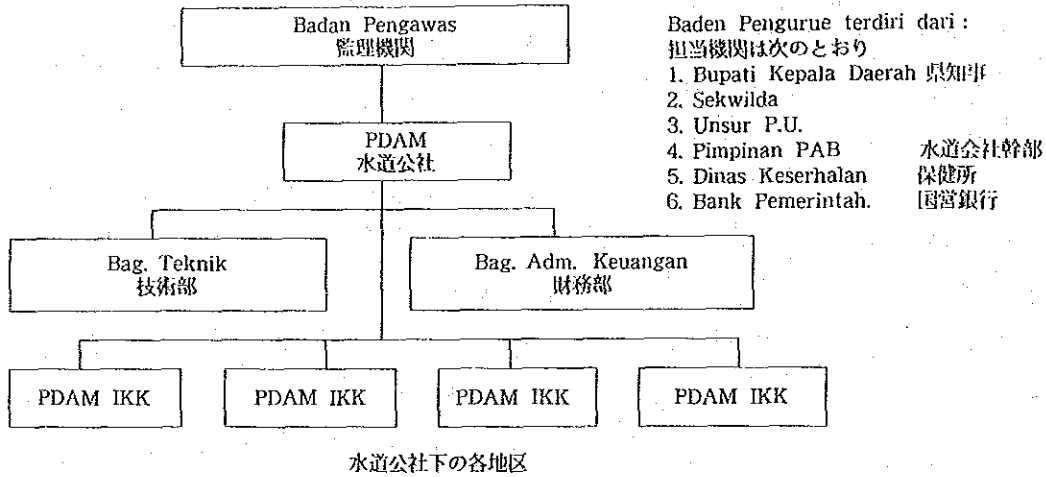 Badan Pengawas
監理機関
PDAM
水道公社
Bag. Teknik
技術部
Bag. Adm. Keuangan
財務部
PDAM IKK
PDAM IKK
PDAM IKK
PDAM IKK
水道公社下の各地区
Baden Pengurue terdiri dari :
担当機関は次のとおり
1. Bupati Kepala Daerah 県知事
2. Sekwilda
3. Unsur P.U.
4. Pimpinan PAB 水道会社幹部
5. Dinas Keserhalan 保健所
6. Bank Pemerintah. 国営銀行